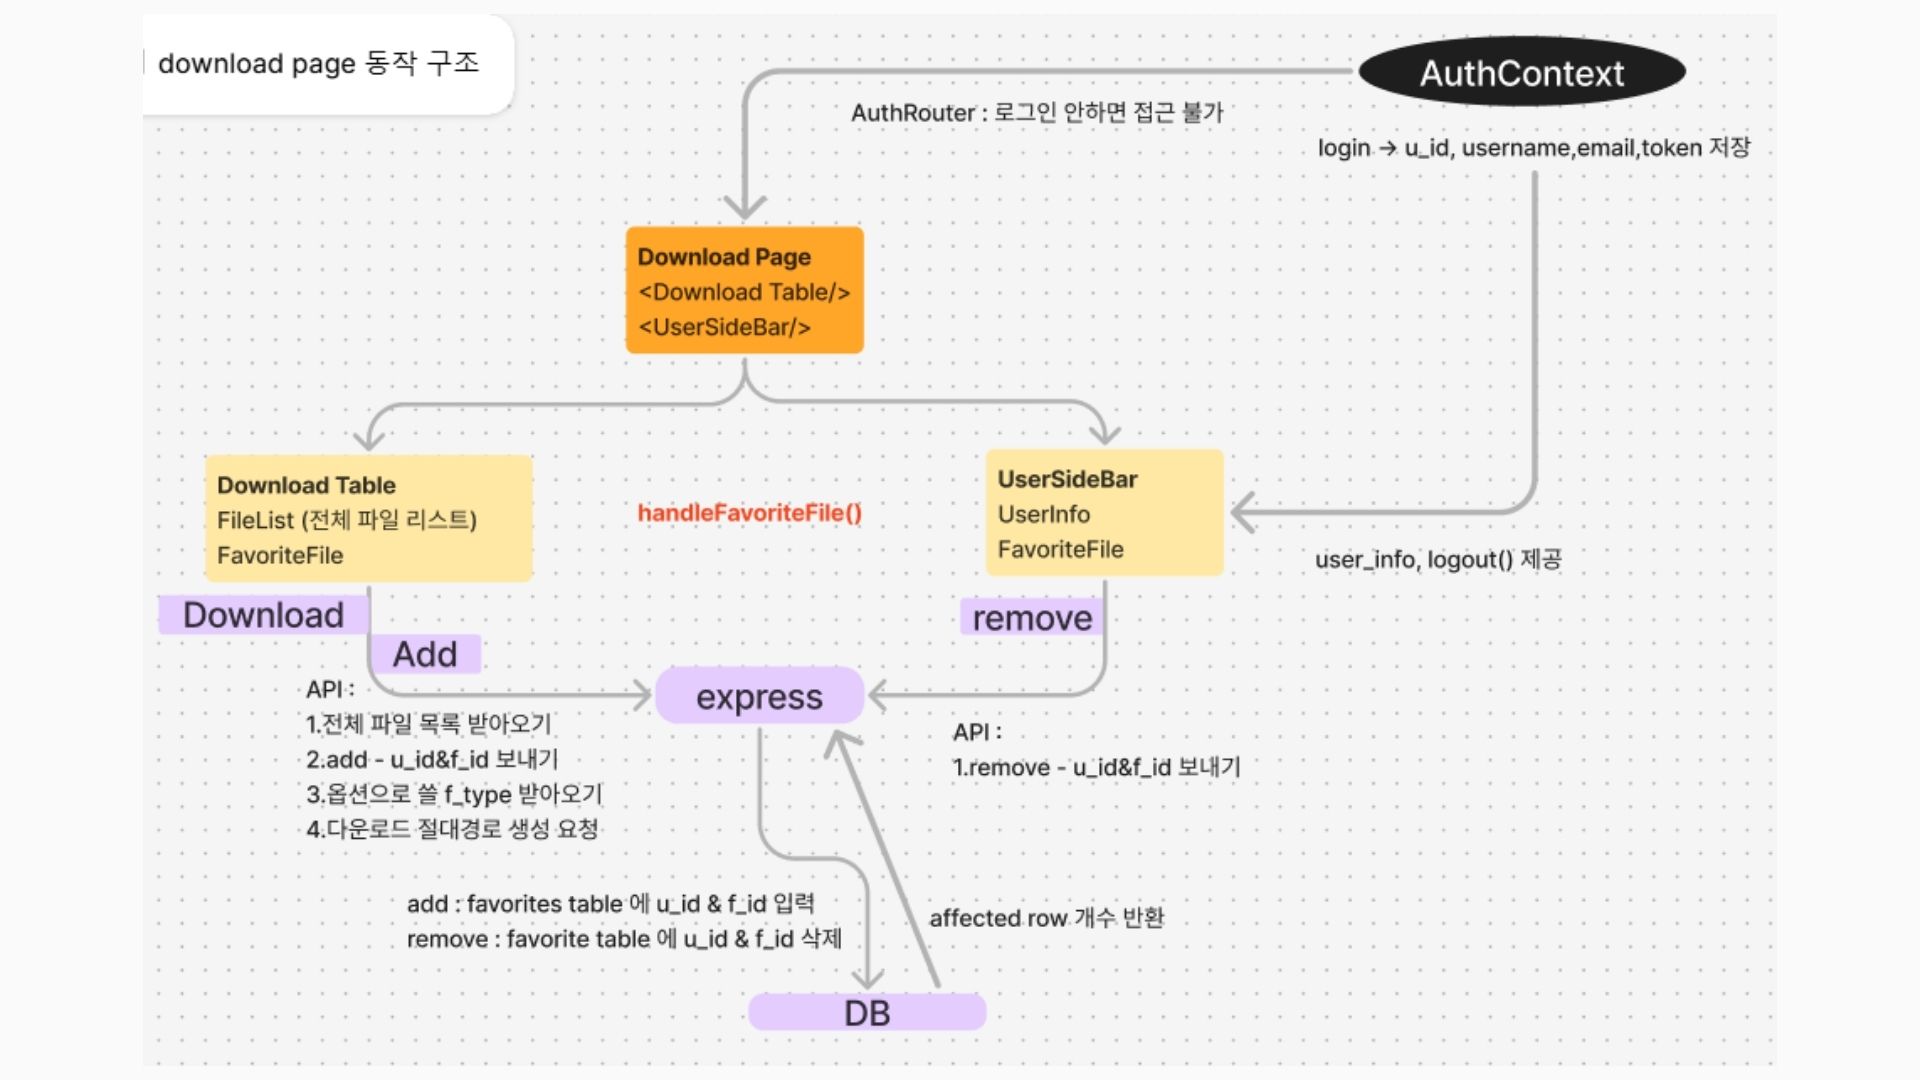 download page 동작 구조
AuthContext
AuthRouter : 로그인 안하면 접근 불가
login → u_id, username,email,token 저장
Download Page
<Download Table/>
<UserSideBar/>
Download Table
FileList (전체 파일 리스트)
FavoriteFile
handleFavoriteFile()
UserSideBar
UserInfo
FavoriteFile
user_info, logout() 제공
Download
Add
remove
express
API :
1.전체 파일 목록 받아오기
2.add - u_id&f_id 보내기
3.옵션으로 쓸 f_type 받아오기
4.다운로드 절대경로 생성 요청
API :
1.remove - u_id&f_id 보내기
add : favorites table 에 u_id & f_id 입력
remove : favorite table 에 u_id & f_id 삭제
affected row 개수 반환
DB